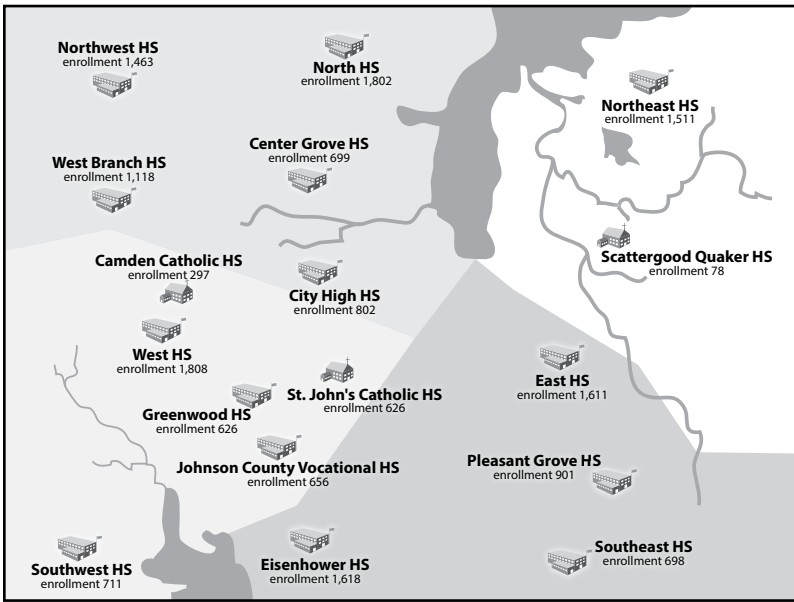 Northwest HS
enrollment 1,463
North HS
enrollment 1,802
Northeast HS
enrollment 1,511
Center Grove HS
enrollment 699
West Branch HS
enrollment 1,118
Scattergood Quaker HS
enrollment 78
Camden Catholic HS
enrollment 297
City High HS
enrollment 802
West HS
enrollment 1,808
East HS
enrollment 1,611
St. John's Catholic HS
enrollment 626
Greenwood HS
enrollment 626
Johnson County Vocational HS
enrollment 656
Pleasant Grove HS
enrollment 901
Southeast HS
enrollment 698
Eisenhower HS
enrollment 1,618
Southwest HS
enrollment 711